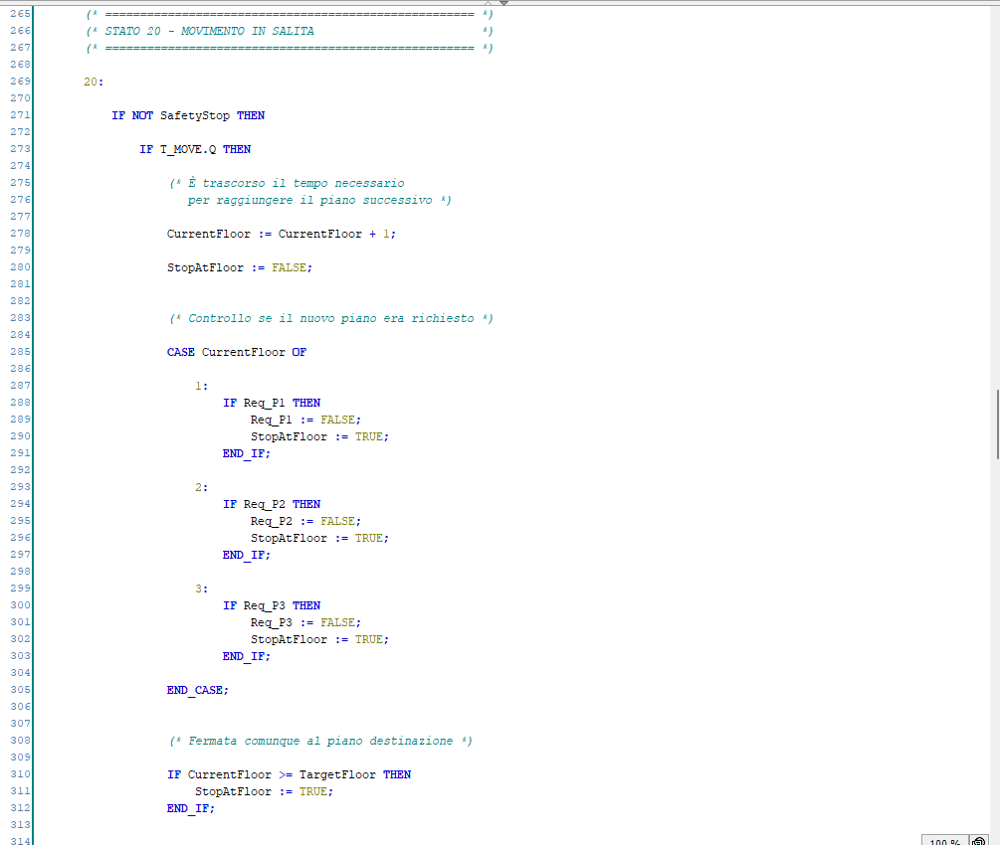 265 (* ===================================================== *)
266 (* STATO 20 - MOVIMENTO IN SALITA *)
267 (* ===================================================== *)
268
269 20:
270
271 IF NOT SafetyStop THEN
272
273 IF T_MOVE.Q THEN
274
275 (* È trascorso il tempo necessario
276 per raggiungere il piano successivo *)
277
278 CurrentFloor := CurrentFloor + 1;
279
280 StopAtFloor := FALSE;
281
282
283 (* Controllo se il nuovo piano era richiesto *)
284
285 CASE CurrentFloor OF
286
287 1:
288 IF Req_P1 THEN
289 Req_P1 := FALSE;
290 StopAtFloor := TRUE;
291 END_IF;
292
293 2:
294 IF Req_P2 THEN
295 Req_P2 := FALSE;
296 StopAtFloor := TRUE;
297 END_IF;
298
299 3:
300 IF Req_P3 THEN
301 Req_P3 := FALSE;
302 StopAtFloor := TRUE;
303 END_IF;
304
305 END_CASE;
306
307
308 (* Fermata comunque al piano destinazione *)
309
310 IF CurrentFloor >= TargetFloor THEN
311 StopAtFloor := TRUE;
312 END_IF;
313
314
100 %